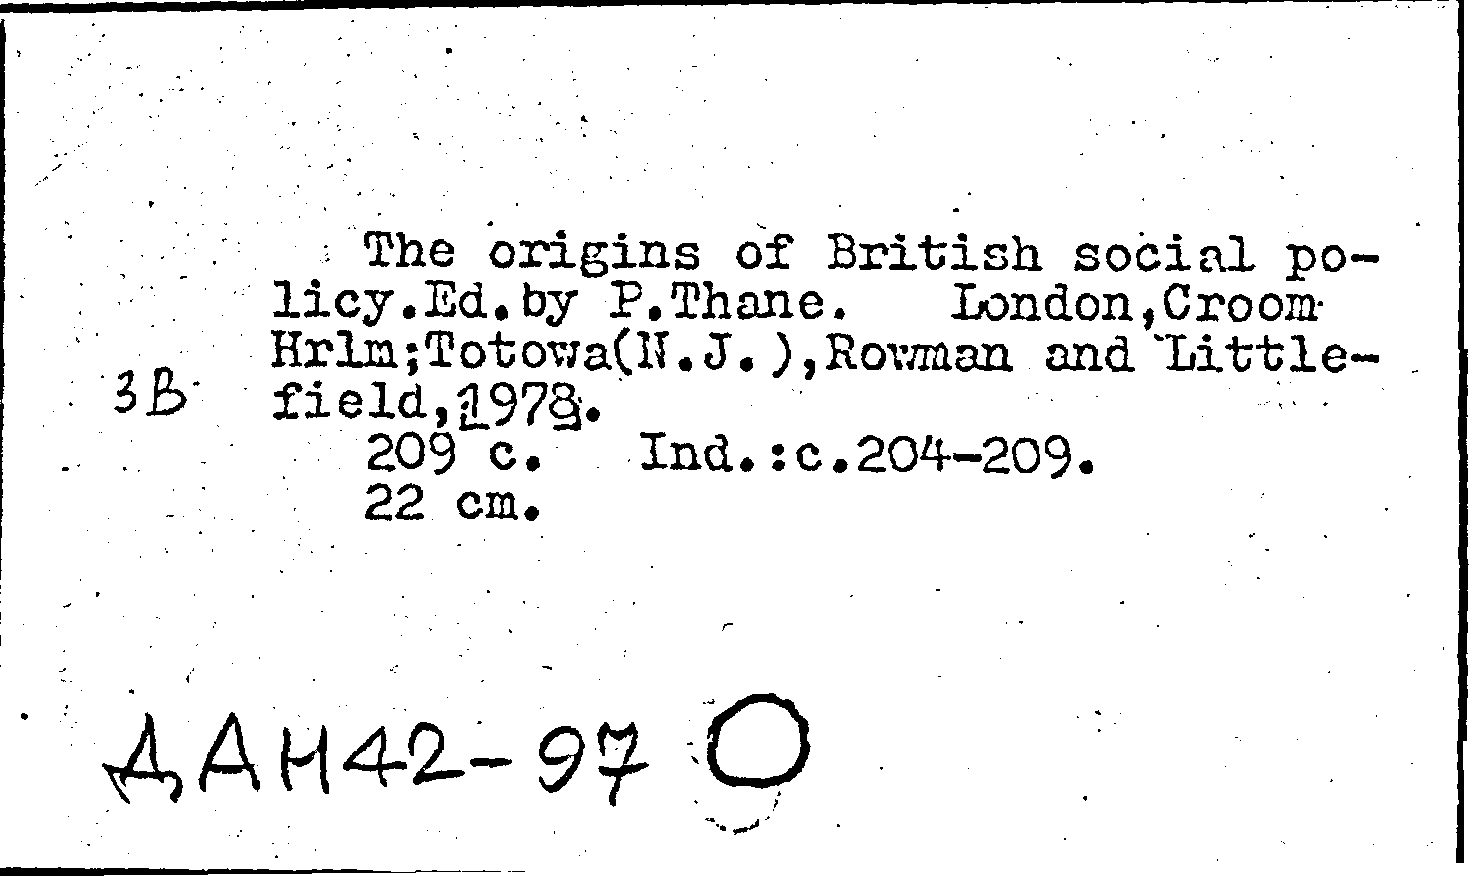 The origins of British social po-
licy.Ed.by P.Thane. London,Croom
Hrlm;Totowa(N.J.),Rowman and Little-
3В field,1978.
209 c. Ind.:c.204-209.
22 cm.
ДАН42-97